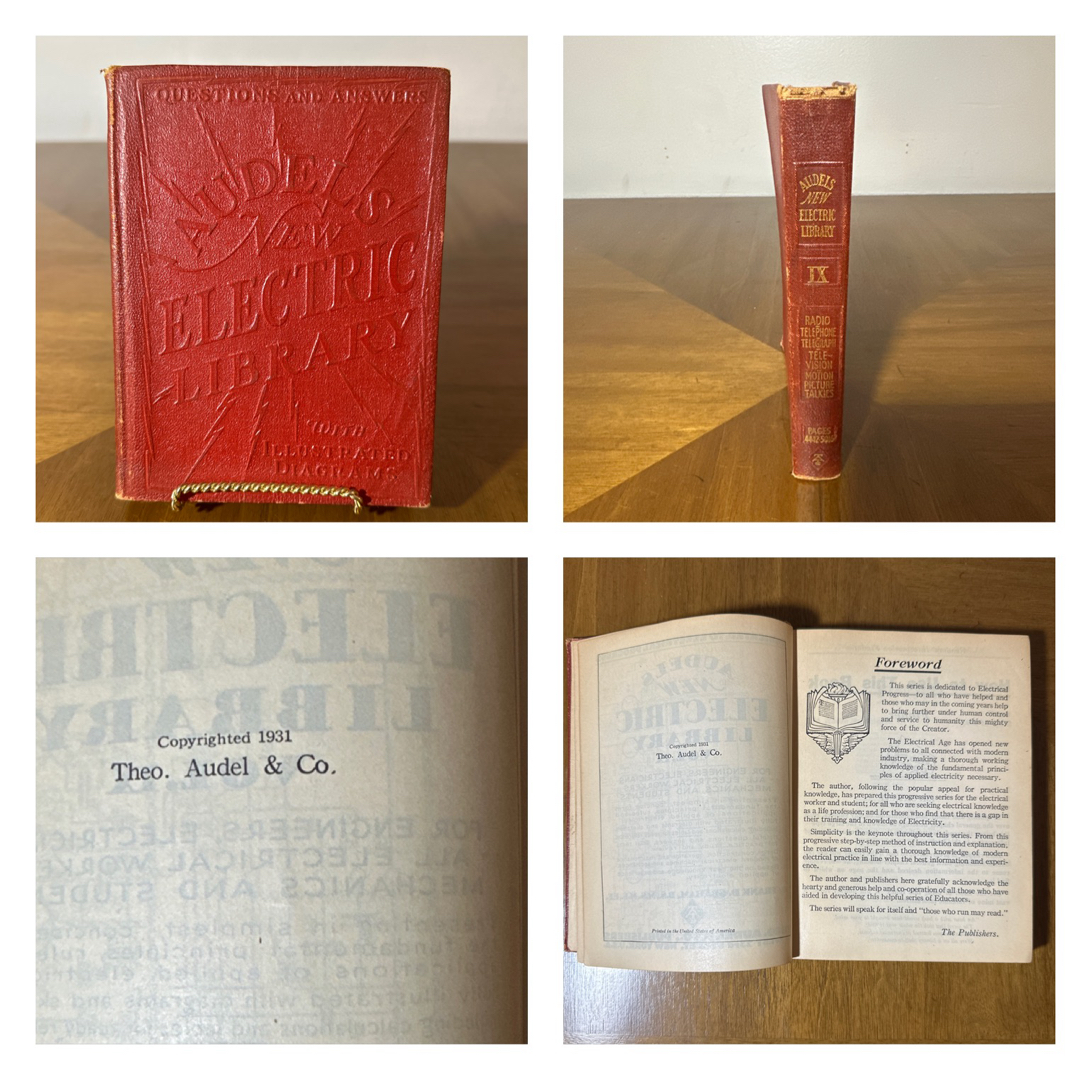 QUESTIONS AND ANSWERS
AUDELS
NEW
ELECTRIC
LIBRARY
WITH
ILLUSTRATED
DIAGRAMS
AUDELS
NEW
ELECTRIC
LIBRARY
IX
RADIO
TELEPHONE
TELEGRAPH
TELE-
VISION
MOTION
PICTURE
TALKIES
PAGES
Copyrighted 1931
Theo. Audel & Co.
Copyrighted 1931
Theo. Audel & Co.
Printed in the United States of America
Foreword
This series is dedicated to Electrical
Progress—to all who have helped and
those who may in the coming years help
to bring further under human control
and service to humanity this mighty
force of the Creator.
The Electrical Age has opened new
problems to all connected with modern
industry, making a thorough working
knowledge of the fundamental princi-
ples of applied electricity necessary.
The author, following the popular appeal for practical
knowledge, has prepared this progressive series for the electrical
worker and student; for all who are seeking electrical knowledge
as a life profession; and for those who find that there is a gap in
their training and knowledge of Electricity.
Simplicity is the keynote throughout this series. From this
progressive step-by-step method of instruction and explanation,
the reader can easily gain a thorough knowledge of modern
electrical practice in line with the best information and experi-
ence.
The author and publishers here gratefully acknowledge the
hearty and generous help and co-operation of all those who have
aided in developing this helpful series of Educators.
The series will speak for itself and "those who run may read."
The Publishers.